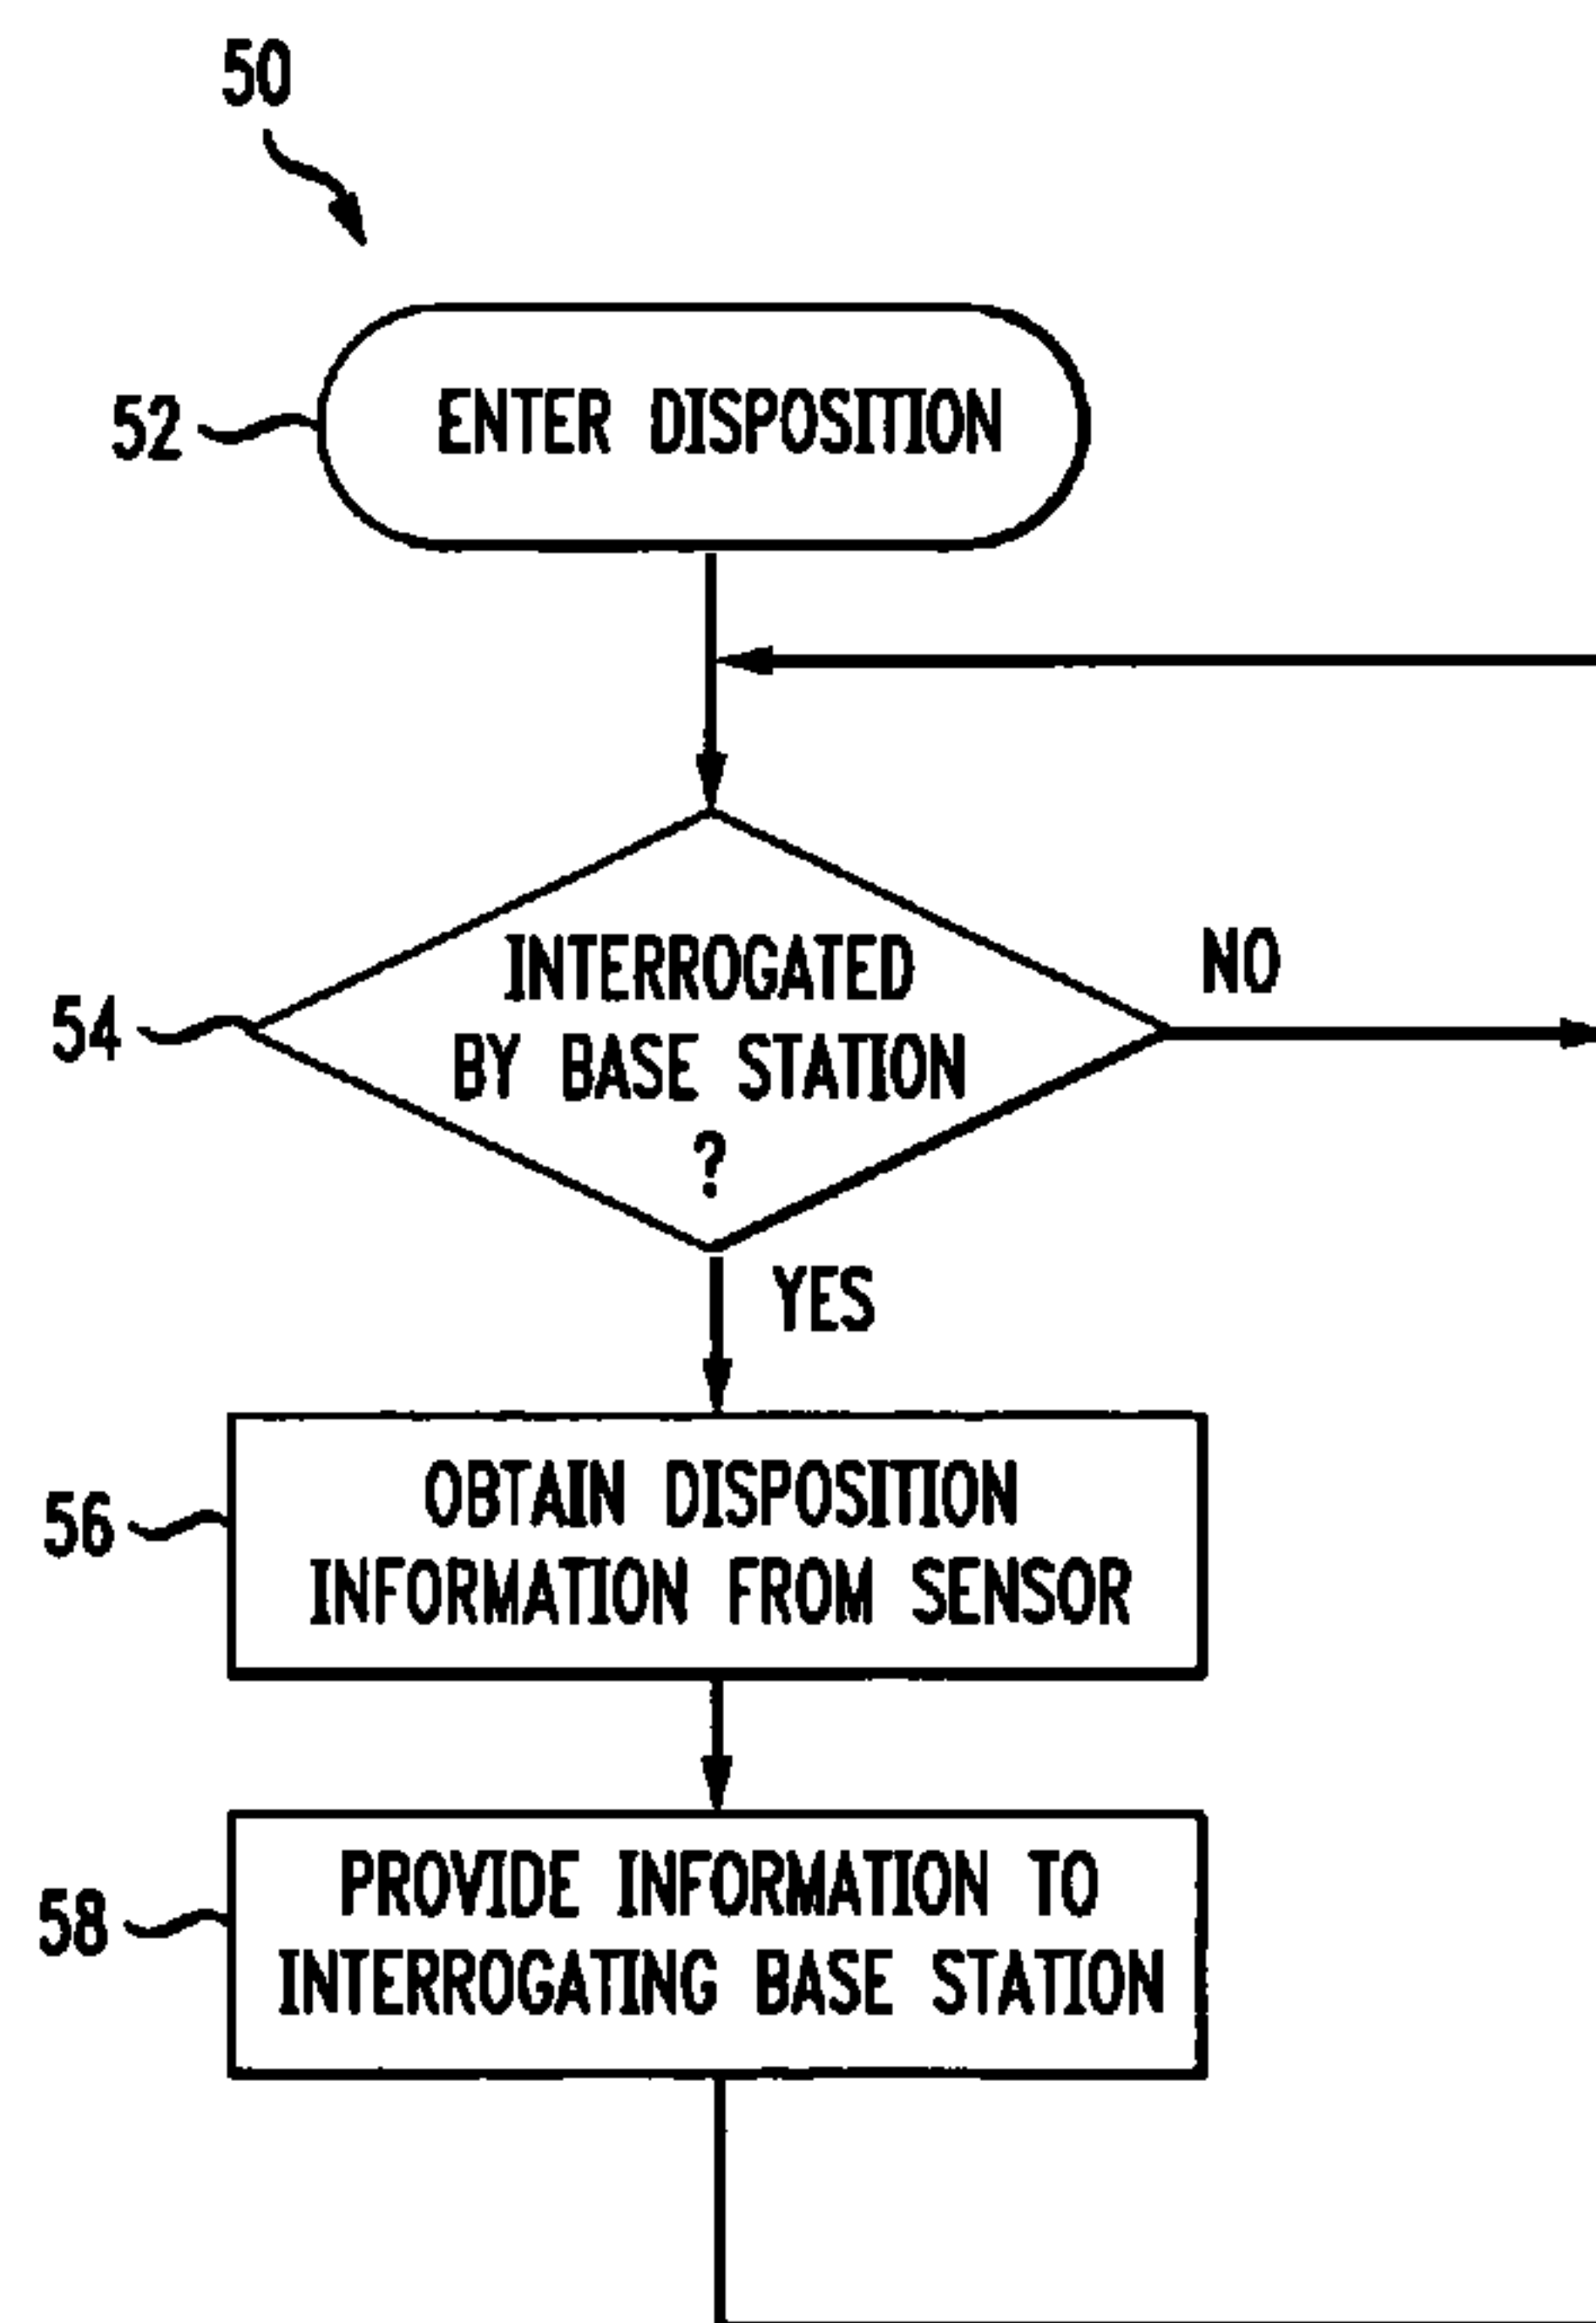 50
52
ENTER DISPOSITION
54
INTERROGATED
BY BASE STATION
?
NO
YES
56
OBTAIN DISPOSITION
INFORMATION FROM SENSOR
58
PROVIDE INFORMATION TO
INTERROGATING BASE STATION